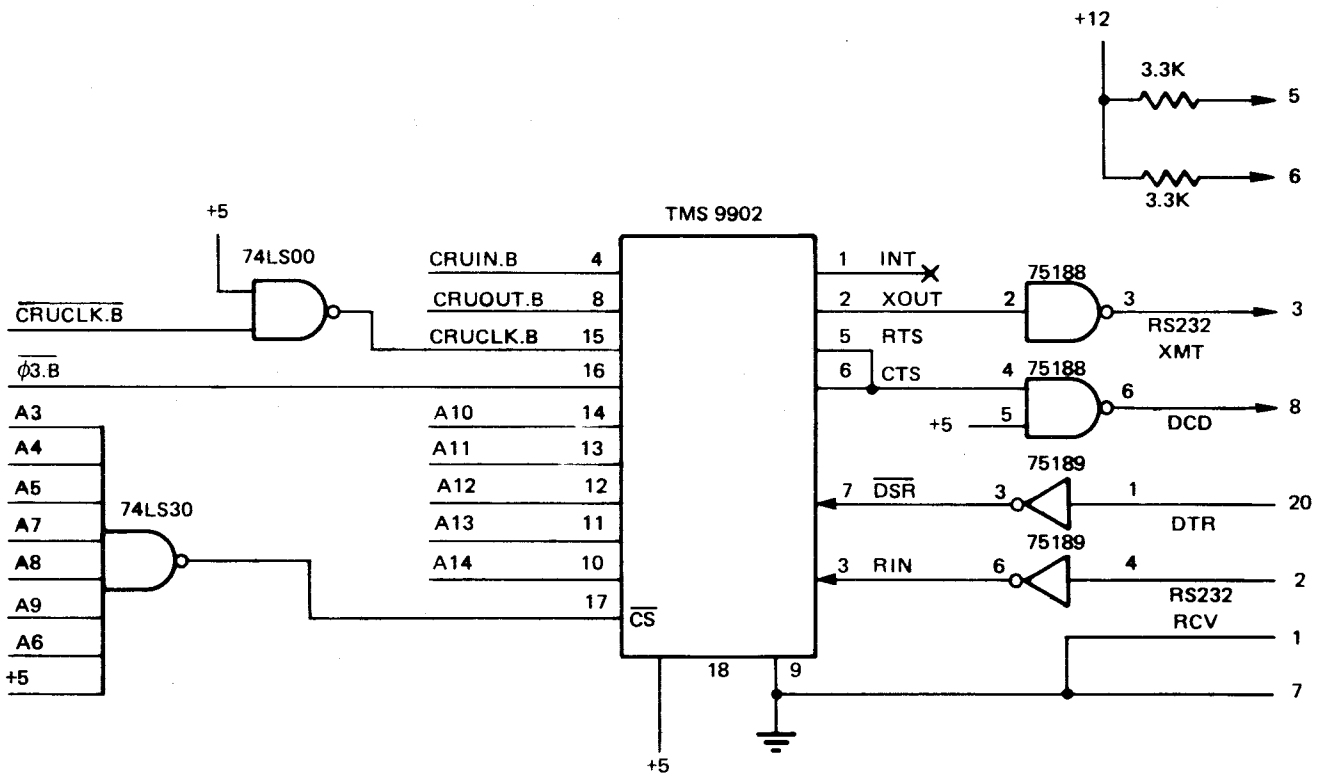 +12
3.3K
5
6
3.3K
+5
TMS 9902
74LS00
CRUIN.B 4
1 INT
75188
CRUCLK.B
CRUOUT.B 8
2 XOUT 2 3 3
RS232
XMT
CRUCLK.B 15
5 RTS
φ3.B 16
6 CTS 4 75188
6 8
+5 5
DCD
A3
A10 14
A4
A11 13
75189
A5
A12 12
7 DSR 3 1 20
DTR
74LS30
A7
A13 11
75189
A8
A14 10
3 RIN 6 4 2
RS232
RCV
A9
17
CS
A6
1
+5
18 9
7
+5